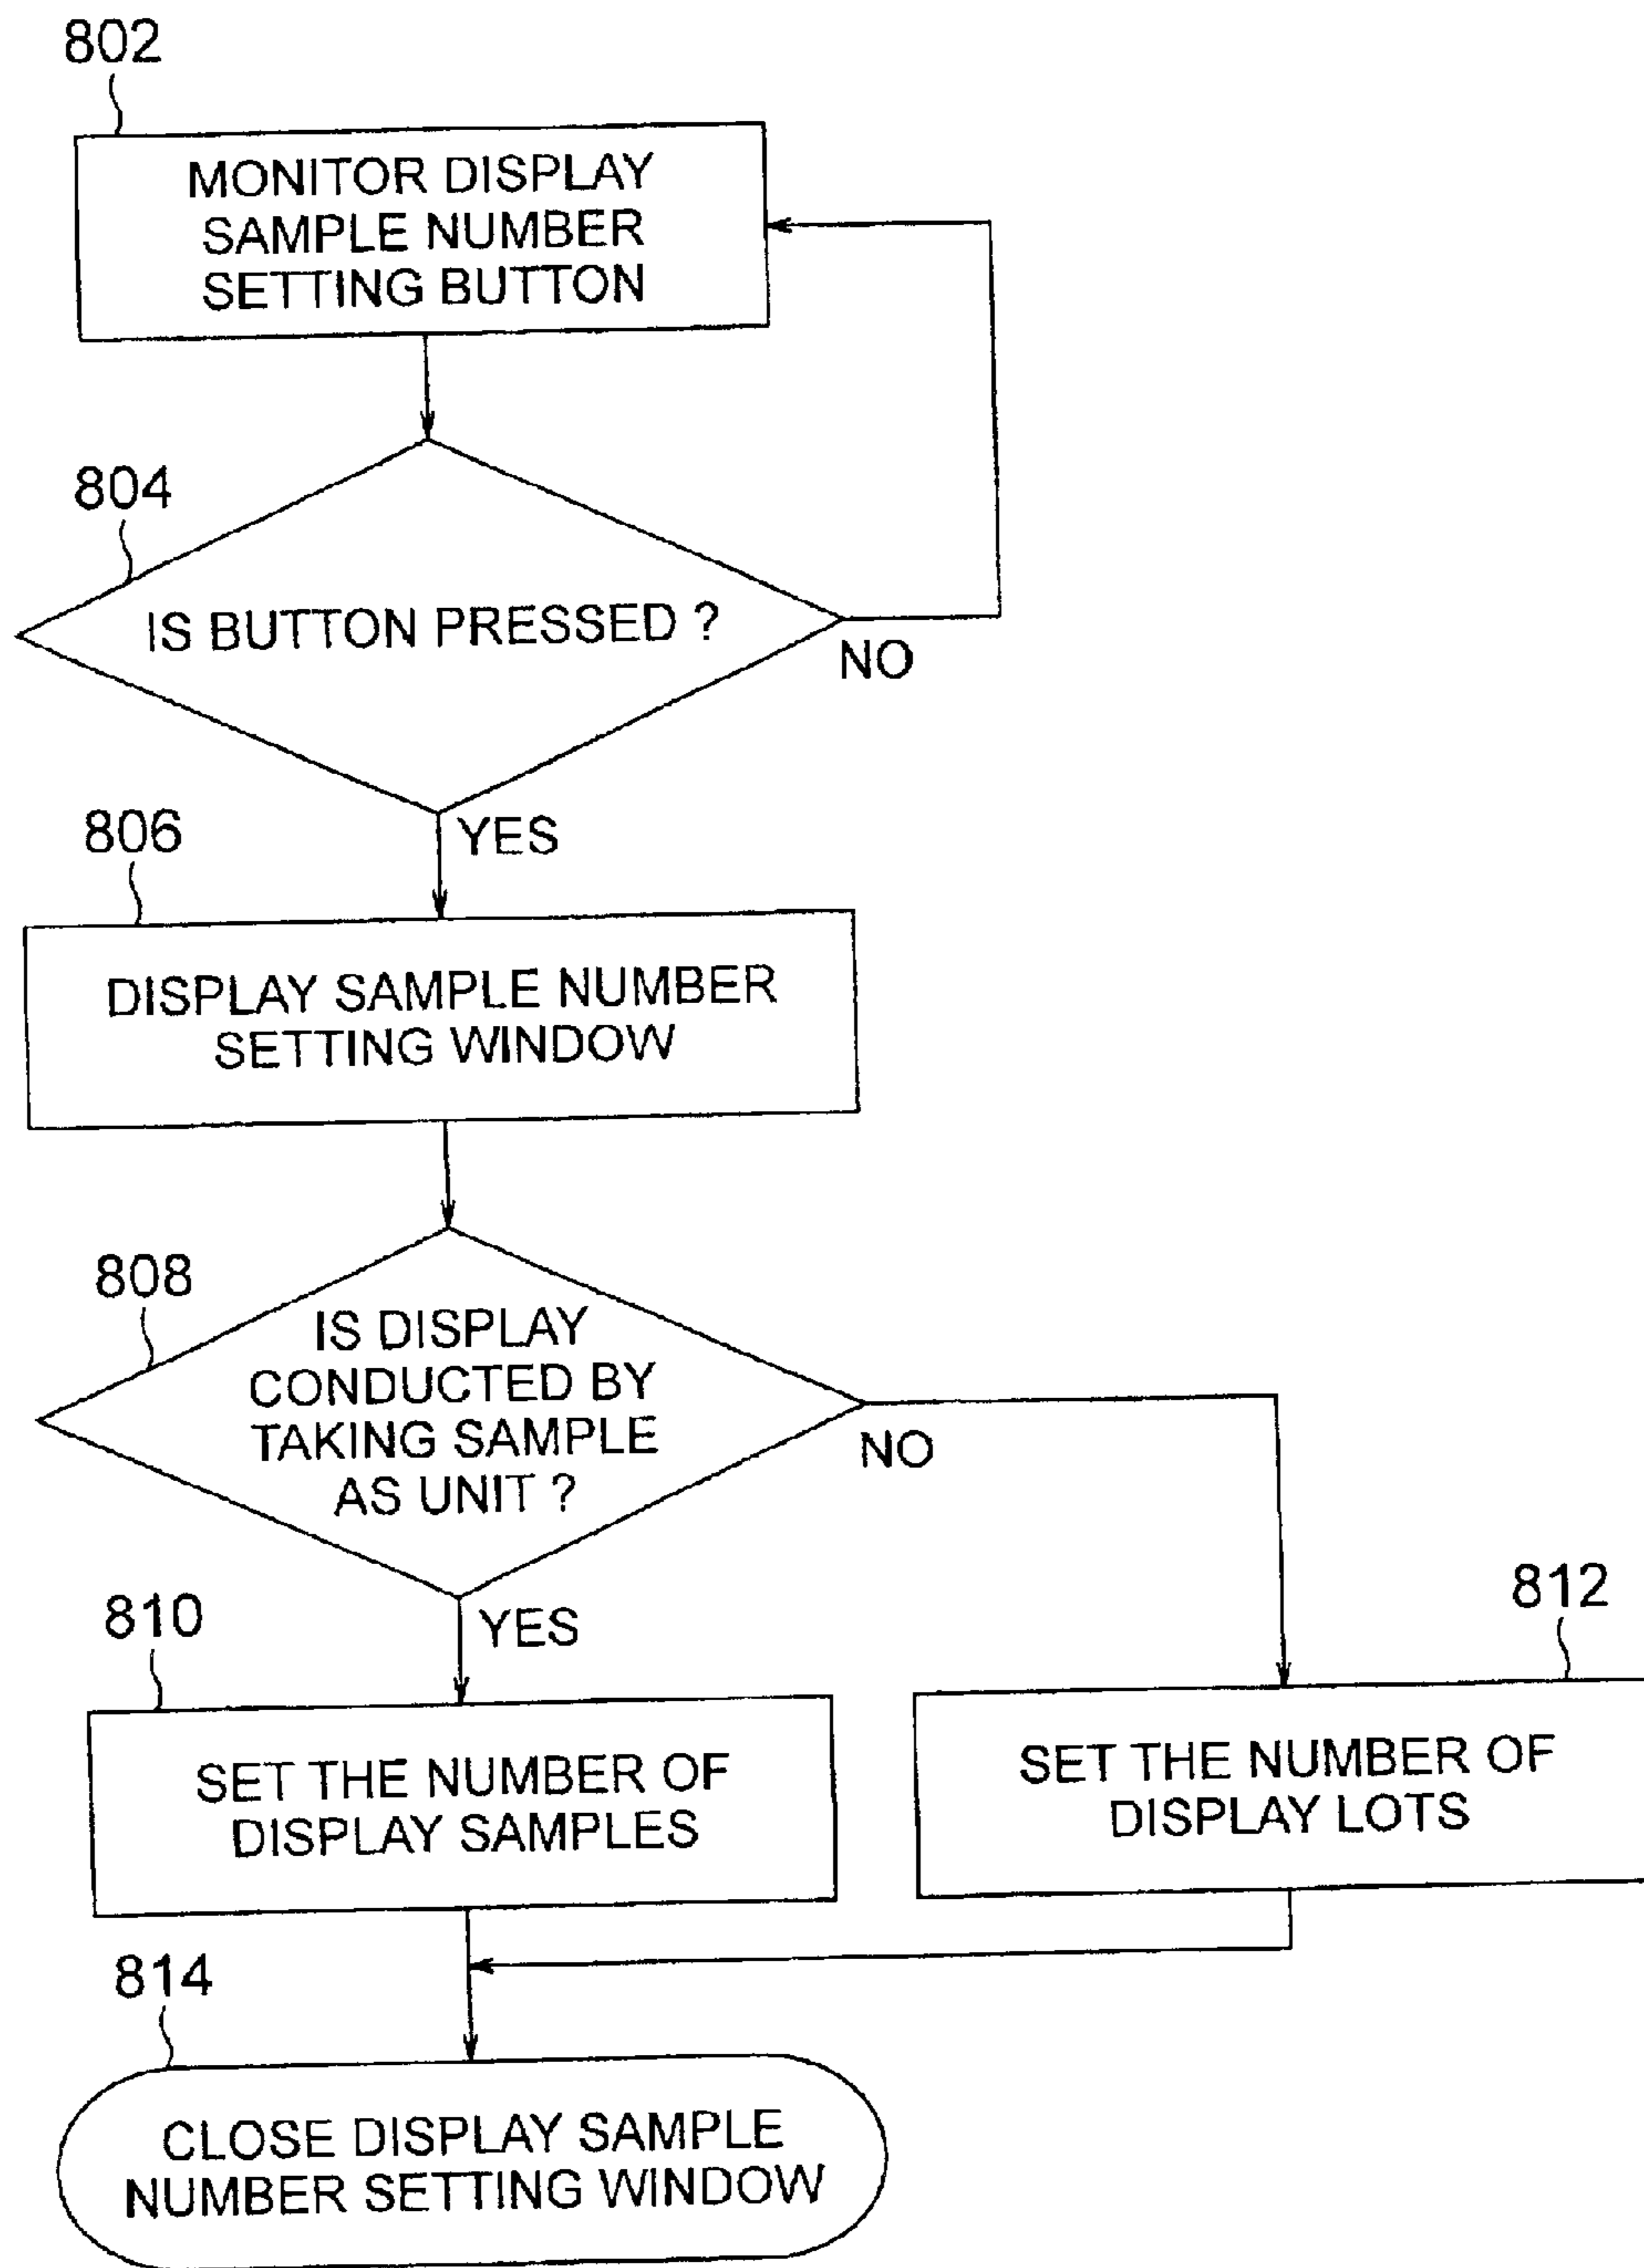 802
MONITOR DISPLAY
SAMPLE NUMBER
SETTING BUTTON
804
IS BUTTON PRESSED ?
NO
YES
806
DISPLAY SAMPLE NUMBER
SETTING WINDOW
808
IS DISPLAY
CONDUCTED BY
TAKING SAMPLE
AS UNIT ?
NO
YES
810
SET THE NUMBER OF
DISPLAY SAMPLES
812
SET THE NUMBER OF
DISPLAY LOTS
814
CLOSE DISPLAY SAMPLE
NUMBER SETTING WINDOW